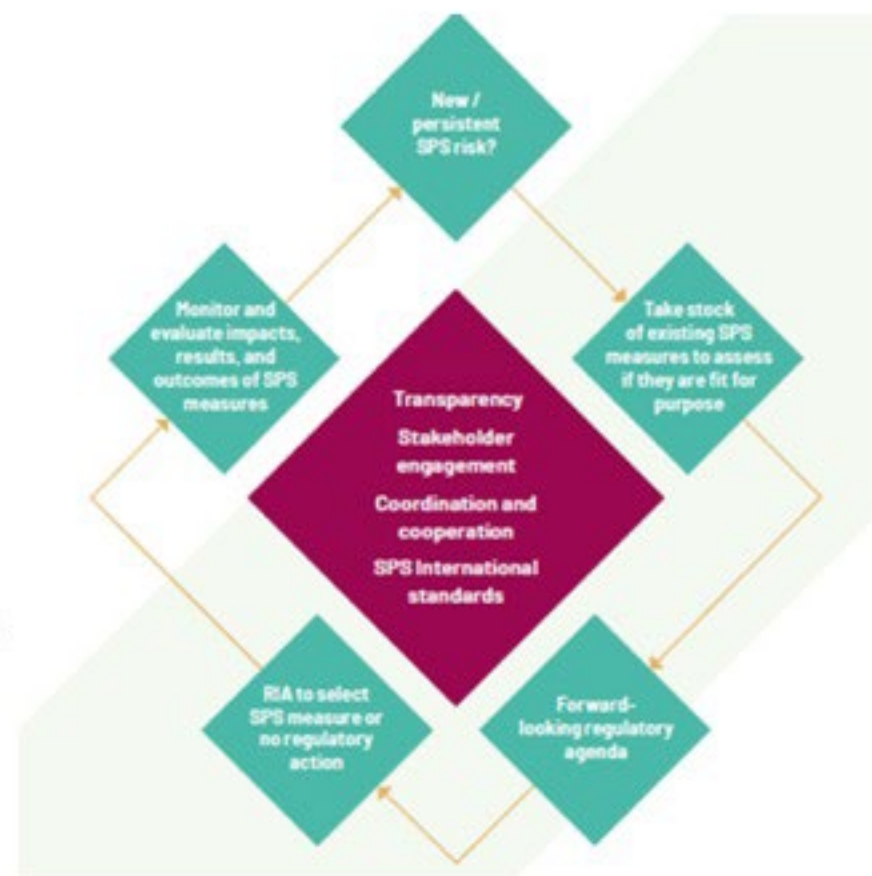 New /
persistent
SPS risk?
Monitor and
evaluate impacts,
results, and
outcomes of SPS
measures
Take stock
of existing SPS
measures to assess
if they are fit for
purpose
Transparency
Stakeholder
engagement
Coordination and
cooperation
SPS International
standards
RIA to select
SPS measure or
no regulatory
action
Forward-
looking regulatory
agenda